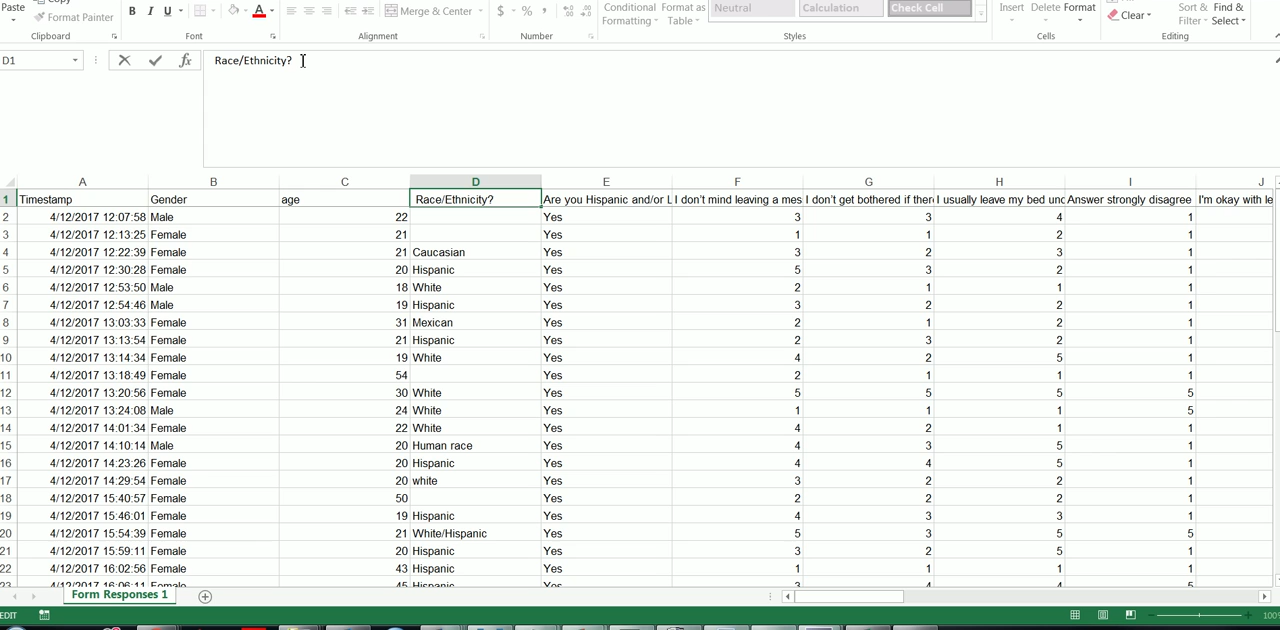 Paste Copy Format Painter
B I U A Merge & Center $ % , Conditional Formatting Format as Table Neutral Calculation Check Cell Insert Delete Format Clear Sort & Filter Find & Select
Clipboard Font Alignment Number Styles Cells Editing
D1 fx Race/Ethnicity?
A B C D E F G H I J
1 Timestamp Gender age Race/Ethnicity? Are you Hispanic and/or L I don't mind leaving a mes I don't get bothered if ther I usually leave my bed unc Answer strongly disagree I'm okay with le
2 4/12/2017 12:07:58 Male 22 Yes 3 3 4 1
3 4/12/2017 12:13:25 Female 21 Yes 1 1 2 1
4 4/12/2017 12:22:39 Female 21 Caucasian Yes 3 2 3 1
5 4/12/2017 12:30:28 Female 20 Hispanic Yes 5 3 2 1
6 4/12/2017 12:53:50 Male 18 White Yes 2 1 1 1
7 4/12/2017 12:54:46 Male 19 Hispanic Yes 3 2 2 1
8 4/12/2017 13:03:33 Female 31 Mexican Yes 2 1 2 1
9 4/12/2017 13:13:54 Female 21 Hispanic Yes 2 3 2 1
10 4/12/2017 13:14:34 Female 19 White Yes 4 2 5 1
11 4/12/2017 13:18:49 Female 54 Yes 2 1 1 1
12 4/12/2017 13:20:56 Female 30 White Yes 5 5 5 5
13 4/12/2017 13:24:08 Male 24 White Yes 1 1 1 5
14 4/12/2017 14:01:34 Female 22 White Yes 4 2 1 1
15 4/12/2017 14:10:14 Male 20 Human race Yes 4 3 5 1
16 4/12/2017 14:23:26 Female 20 Hispanic Yes 4 4 5 1
17 4/12/2017 14:29:54 Female 20 white Yes 3 2 2 1
18 4/12/2017 15:40:57 Female 50 Yes 2 2 2 1
19 4/12/2017 15:46:01 Female 19 Hispanic Yes 4 3 3 1
20 4/12/2017 15:54:39 Female 21 White/Hispanic Yes 5 3 5 5
21 4/12/2017 15:59:11 Female 20 Hispanic Yes 3 2 5 1
22 4/12/2017 16:02:56 Female 43 Hispanic Yes 1 1 1 1
23 4/12/2017 16:06:11 Female 45 Hispanic Yes 3 4 4 5
Form Responses 1
EDIT 100